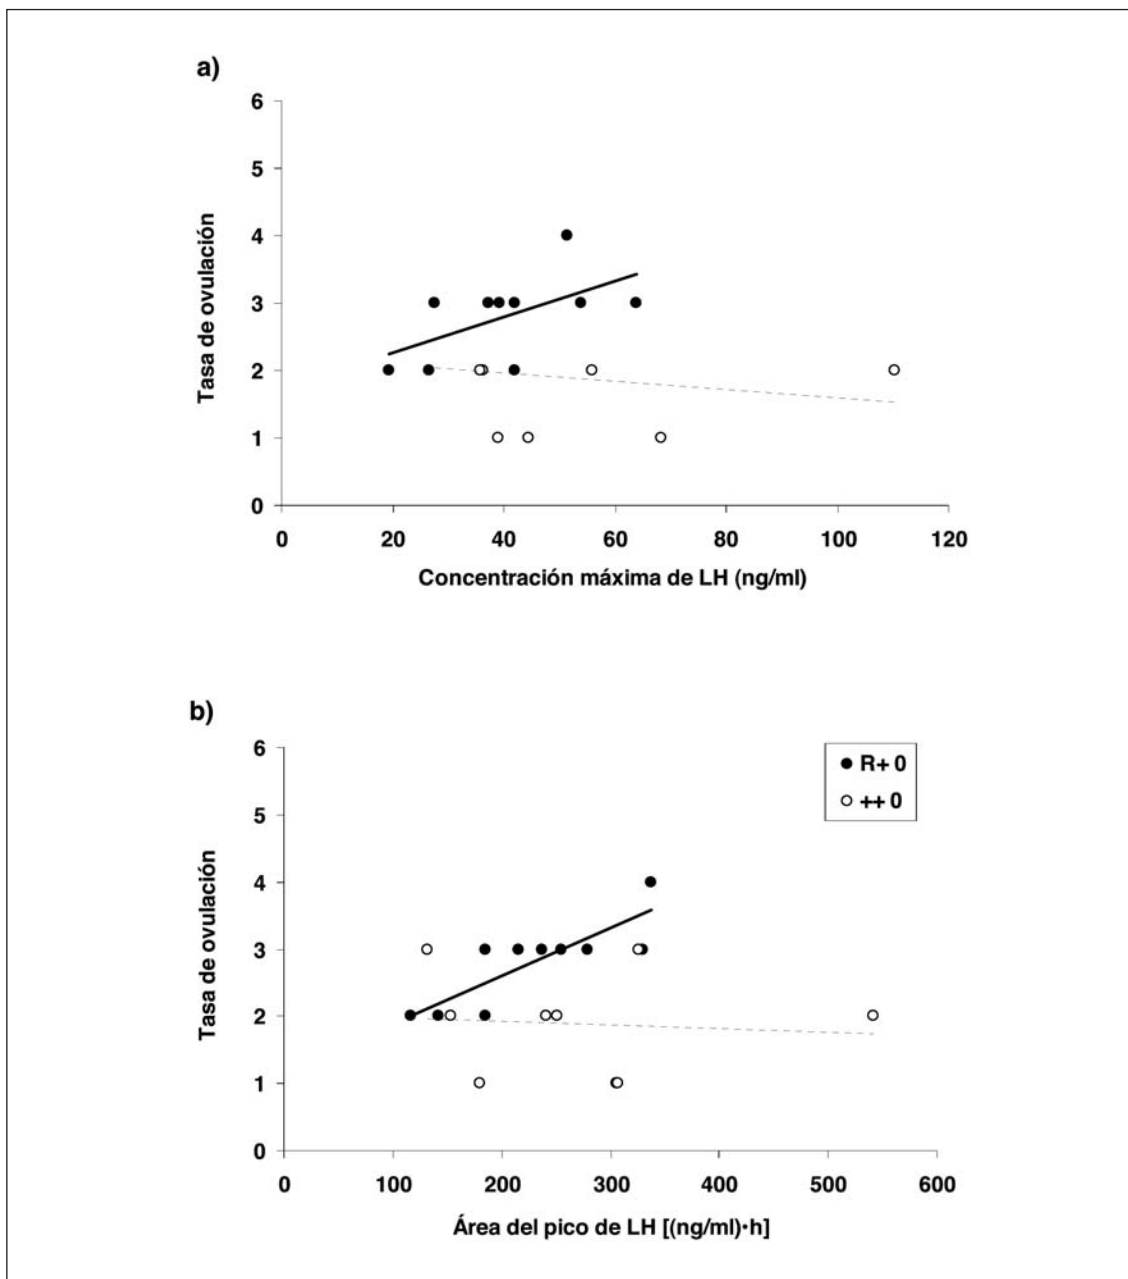 a)
6
5
4
3
2
1
0
Tasa de ovulación
0 20 40 60 80 100 120
Concentración máxima de LH (ng/ml)
b)
6
5
4
3
2
1
0
Tasa de ovulación
R+ 0
++ 0
0 100 200 300 400 500 600
Área del pico de LH [(ng/ml)•h]